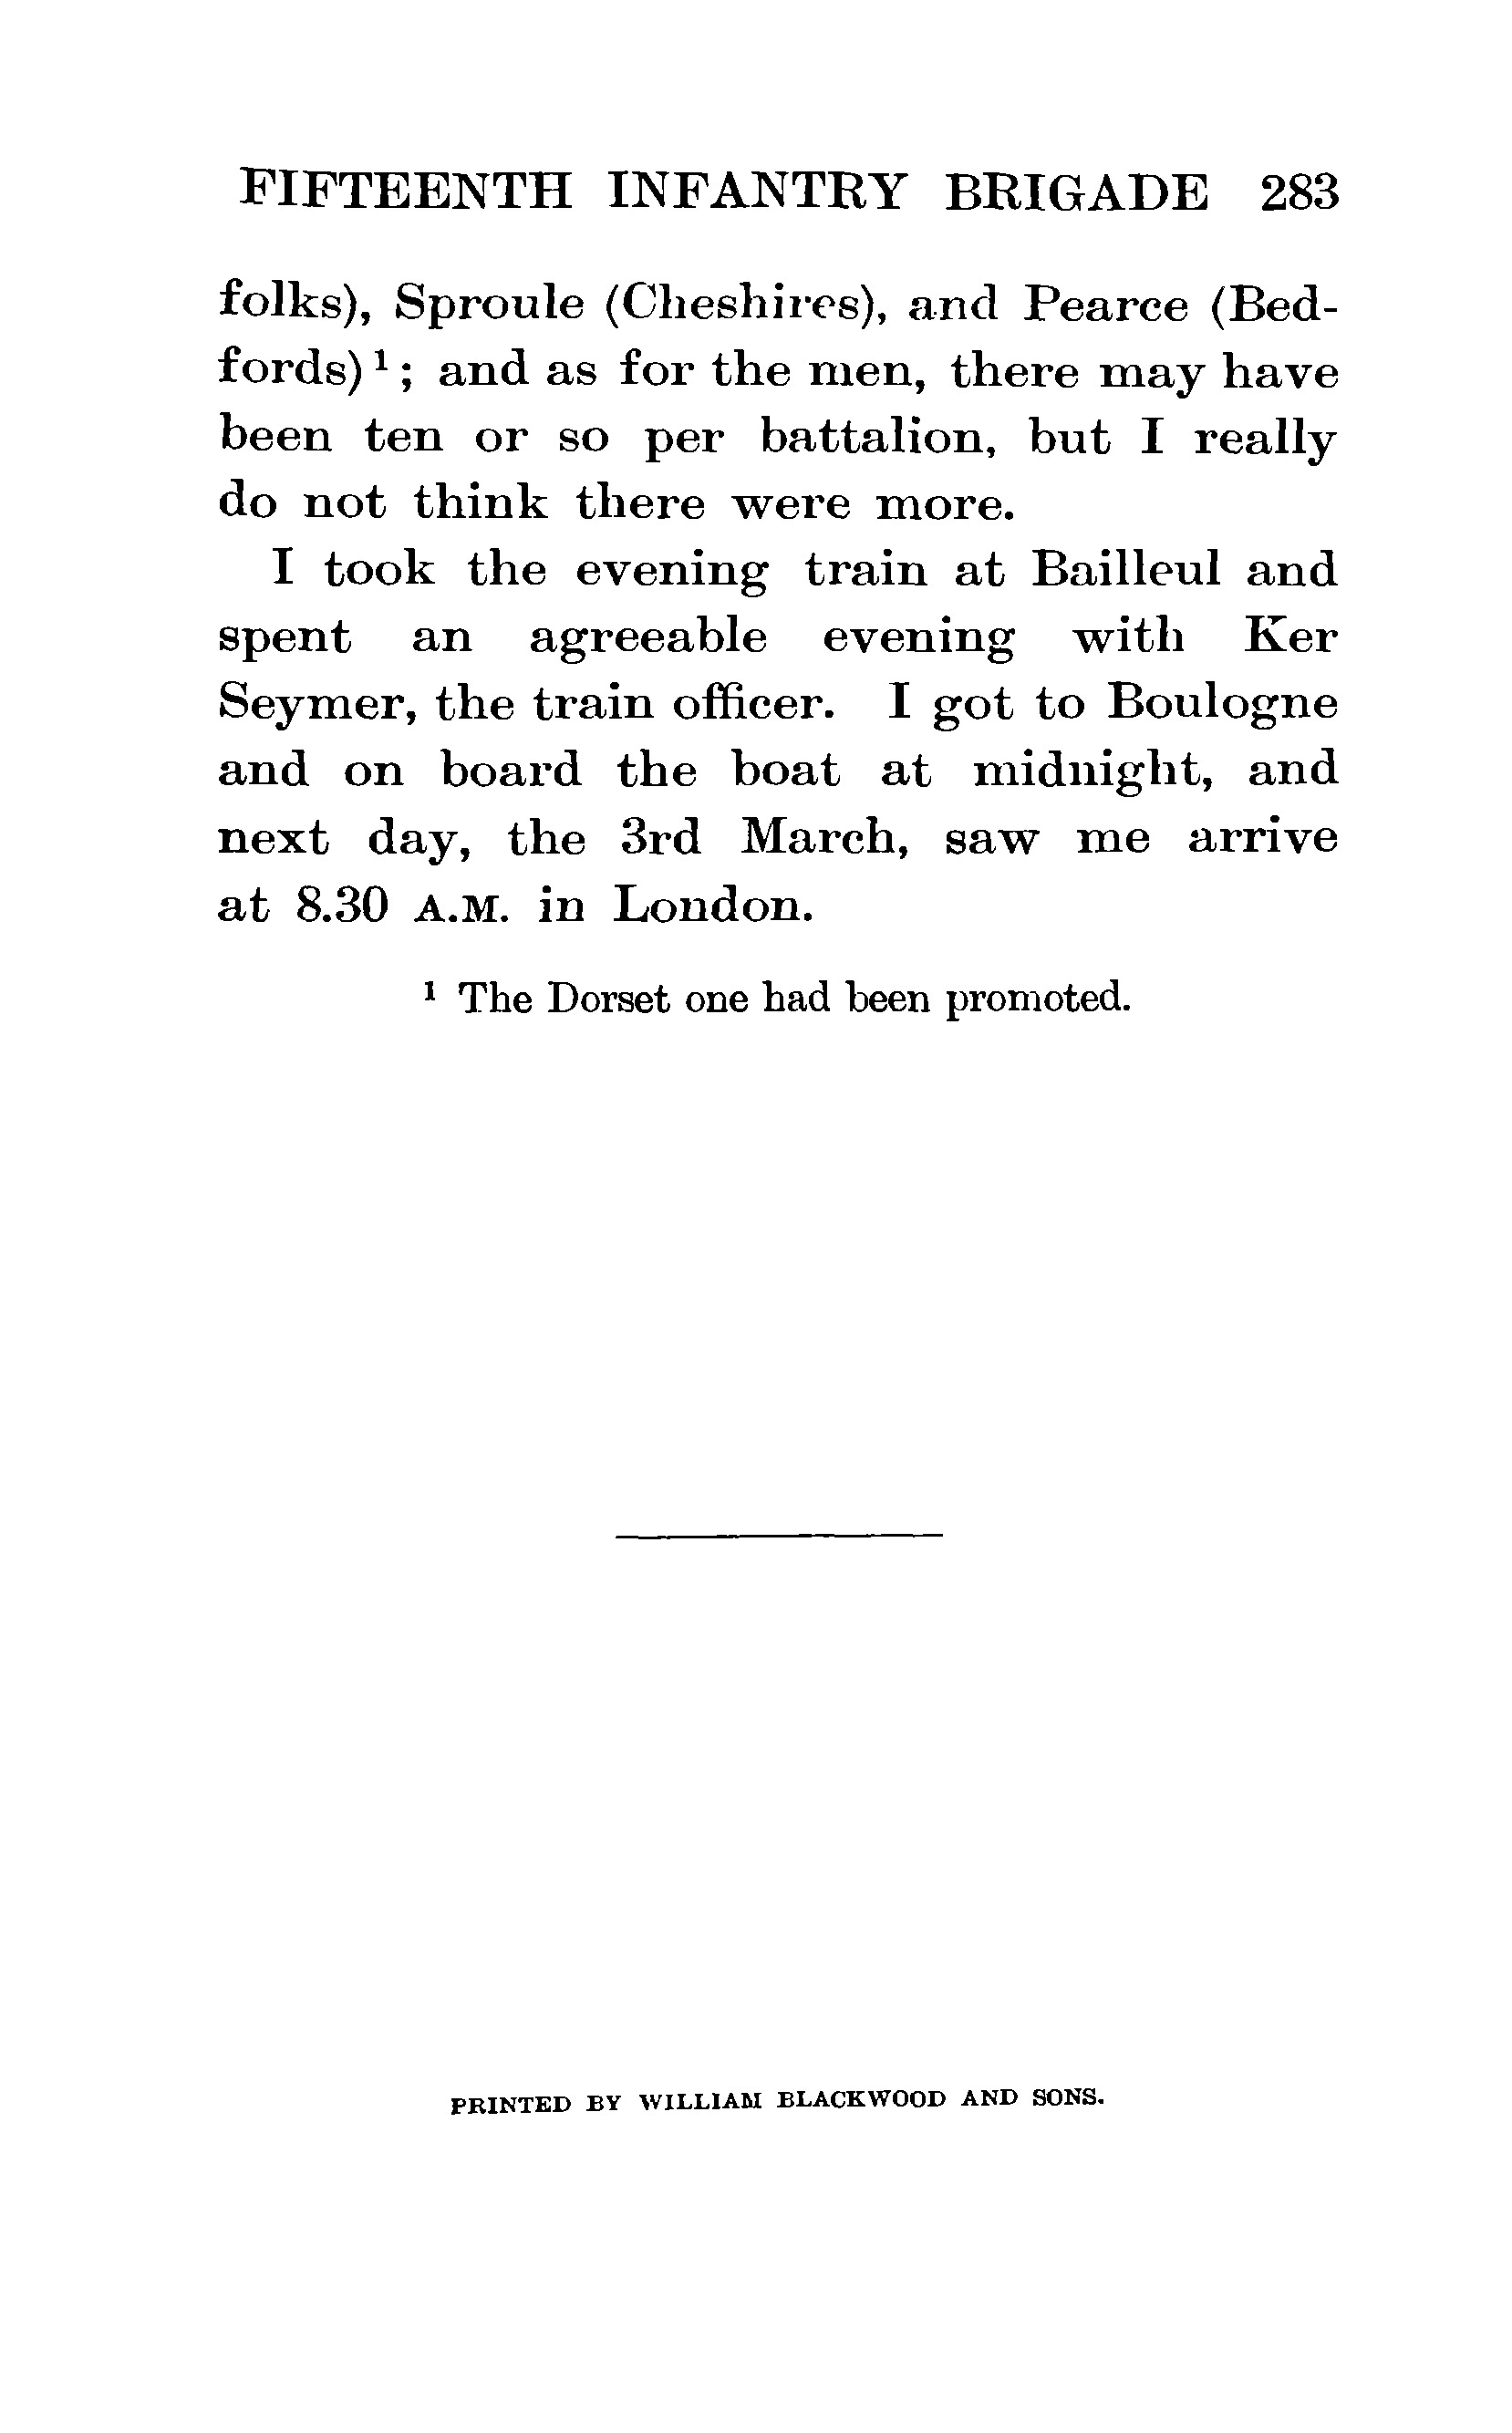 FIFTEENTH INFANTRY BRIGADE 283
folks), Sproule (Cheshires), and Pearce (Bed-
fords)¹; and as for the men, there may have
been ten or so per battalion, but I really
do not think there were more.
I took the evening train at Bailleul and
spent an agreeable evening with Ker
Seymer, the train officer. I got to Boulogne
and on board the boat at midnight, and
next day, the 3rd March, saw me arrive
at 8.30 A.M. in London.
¹ The Dorset one had been promoted.
PRINTED BY WILLIAM BLACKWOOD AND SONS.